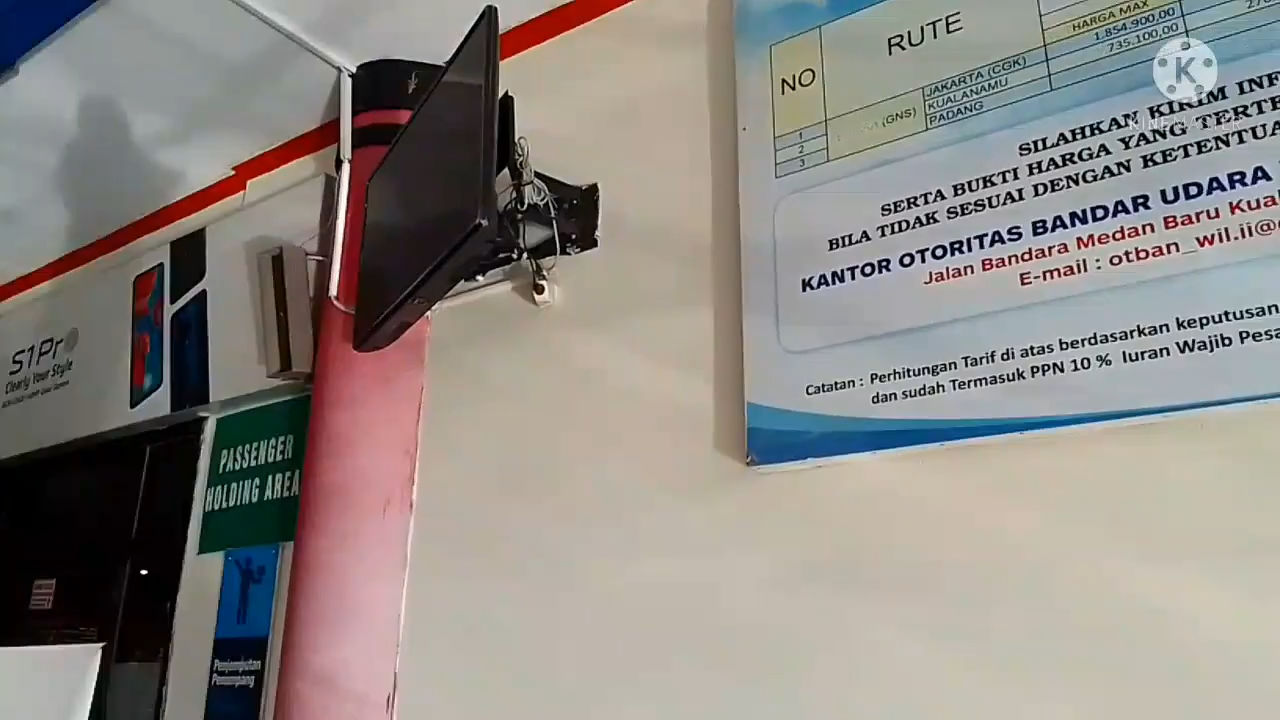 NO
RUTE
HARGA MAX
1 (GNS) JAKARTA (CGK) 1.854.900,00
2 KUALANAMU 735.100,00
3 PADANG
SILAHKAN KIRIM INF
SERTA BUKTI HARGA YANG TERTE
BILA TIDAK SESUAI DENGAN KETENTUA
KANTOR OTORITAS BANDAR UDARA
Jalan Bandara Medan Baru Kua
E-mail : otban_wil.ii@
Catatan : Perhitungan Tarif di atas berdasarkan keputusan
dan sudah Termasuk PPN 10 % Iuran Wajib Pesa
S1 Pro
Clearly Your Style
PASSENGER
HOLDING AREA
Penjemputan
Penumpang
K